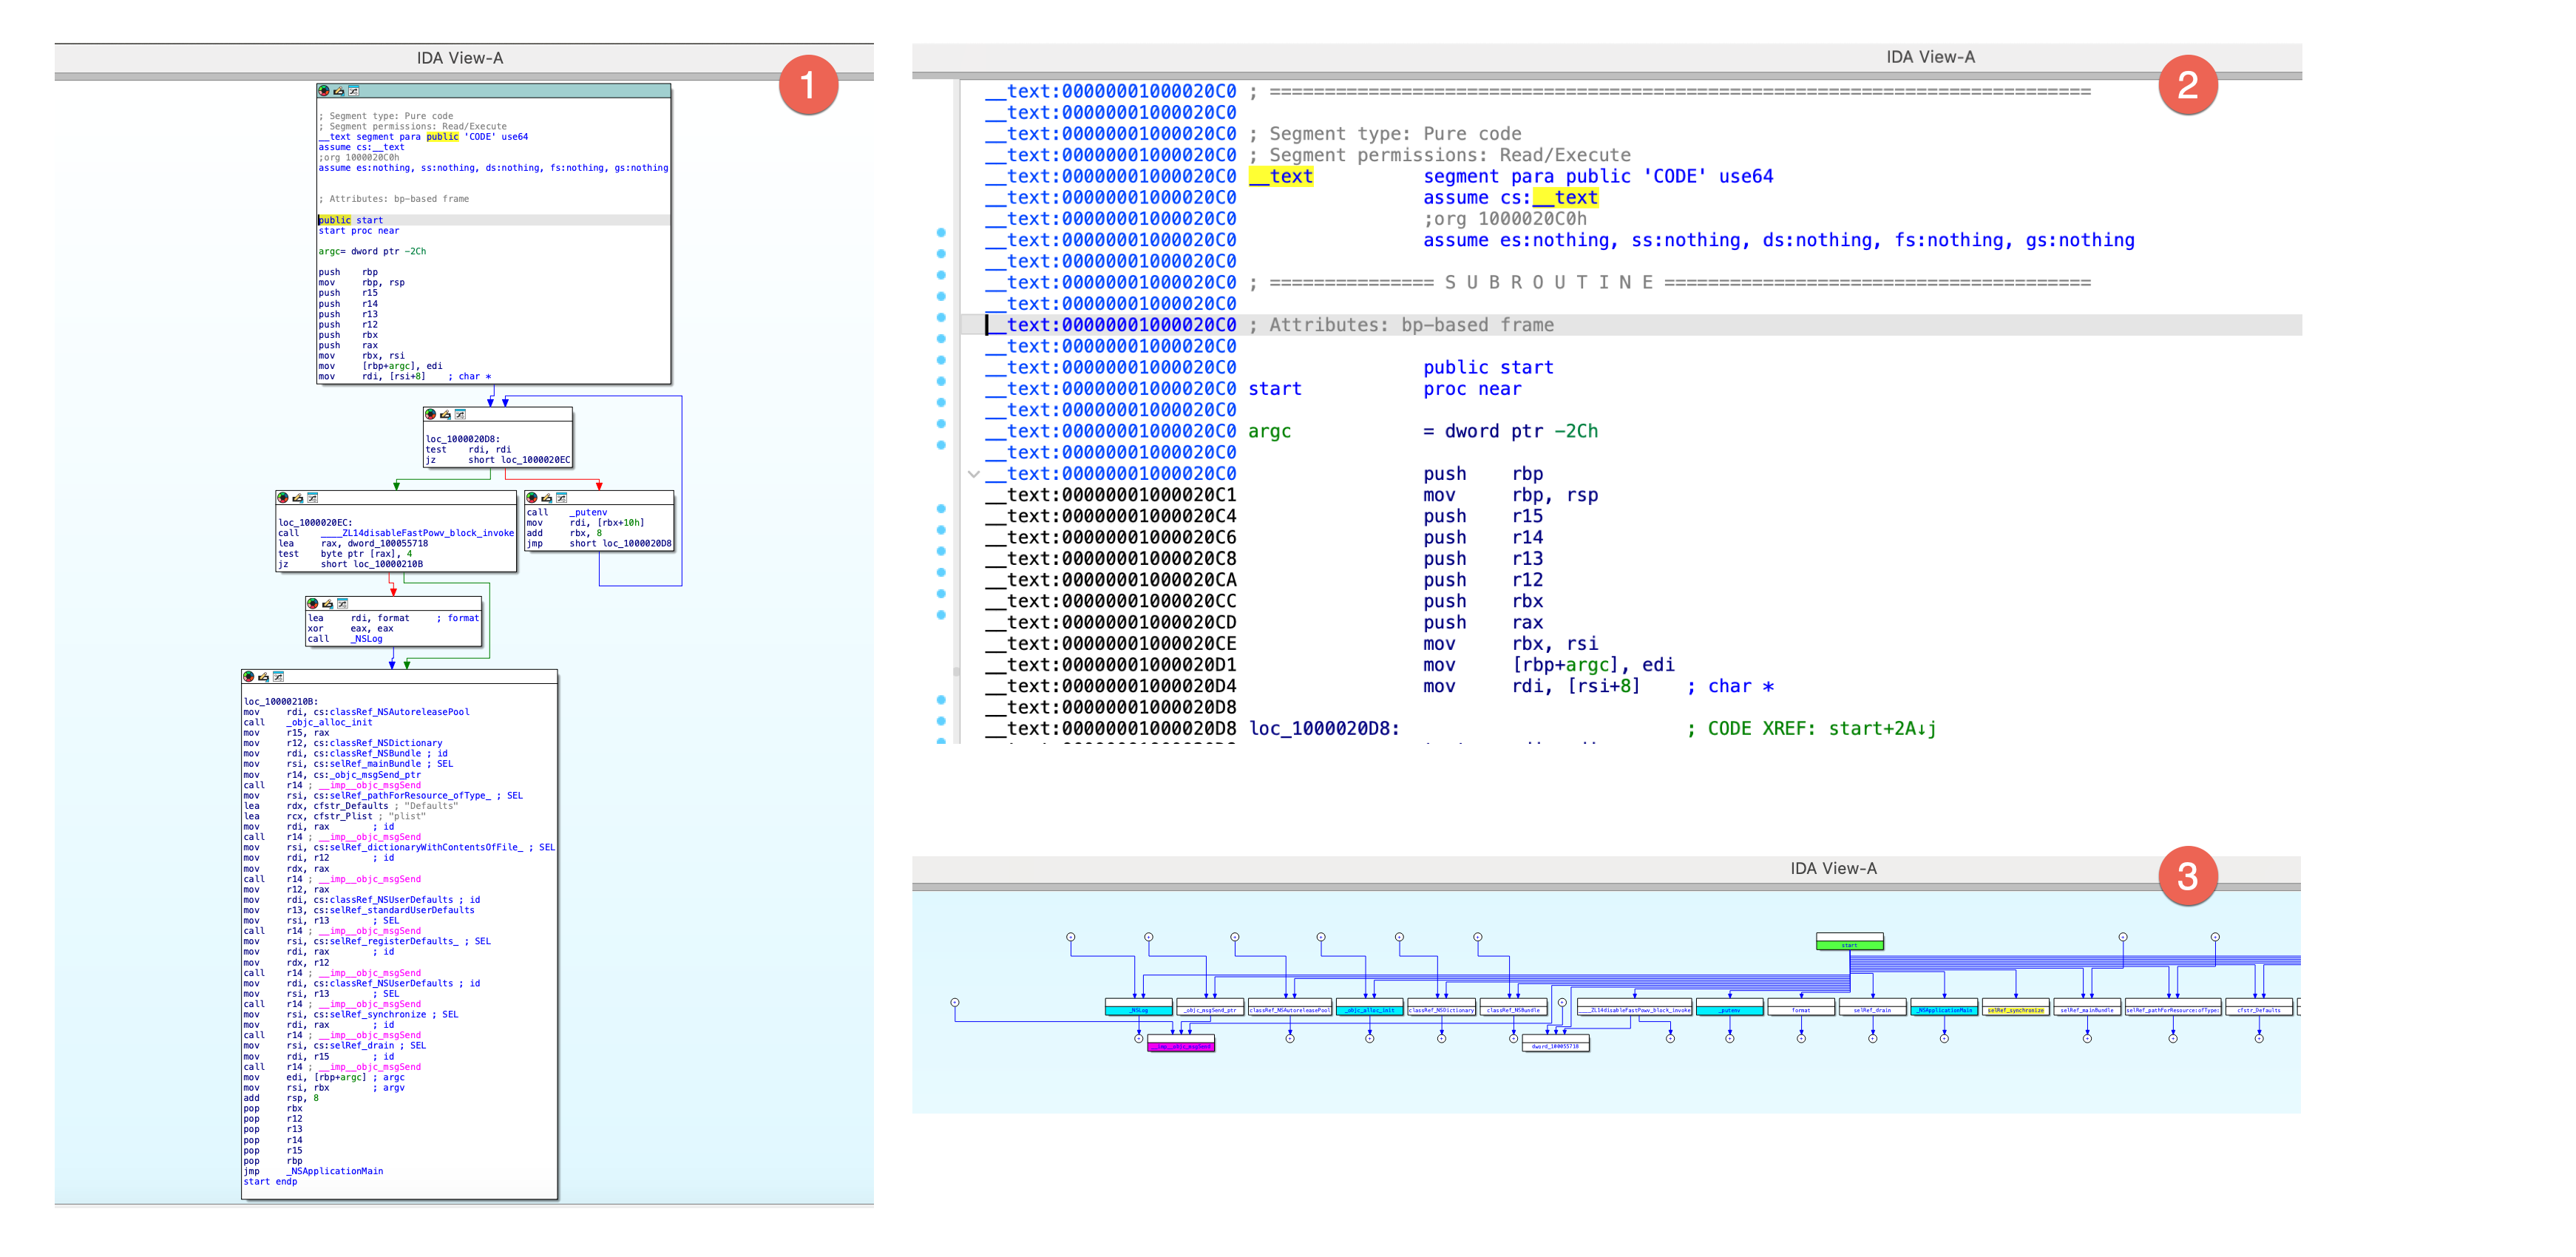 IDA View-A
1
; Segment type: Pure code
; Segment permissions: Read/Execute
__text segment para public 'CODE' use64
assume cs:__text
;org 1000020C0h
assume es:nothing, ss:nothing, ds:nothing, fs:nothing, gs:nothing
; Attributes: bp-based frame
public start
start proc near
argc= dword ptr -2Ch
push rbp
mov rbp, rsp
push r15
push r14
push r13
push r12
push rbx
push rax
mov rbx, rsi
mov [rbp+argc], edi
mov rdi, [rsi+8] ; char *
loc_1000020D8:
test rdi, rdi
jz short loc_1000020EC
loc_1000020EC:
call ____ZL14disableFastPowv_block_invoke
lea rax, dword_100055718
test byte ptr [rax], 4
jz short loc_10000210B
call _putenv
mov rdi, [rbx+10h]
add rbx, 8
jmp short loc_1000020D8
lea rdi, format ; format
xor eax, eax
call _NSLog
loc_10000210B:
mov rdi, cs:classRef_NSAutoreleasePool
call _objc_alloc_init
mov r15, rax
mov r12, cs:classRef_NSDictionary
mov rdi, cs:classRef_NSBundle ; id
mov rsi, cs:selRef_mainBundle ; SEL
mov r14, cs:_objc_msgSend_ptr
call r14 ; __imp__objc_msgSend
mov rsi, cs:selRef_pathForResource_ofType_ ; SEL
lea rdx, cfstr_Defaults ; "Defaults"
lea rcx, cfstr_Plist ; "plist"
mov rdi, rax ; id
call r14 ; __imp__objc_msgSend
mov rsi, cs:selRef_dictionaryWithContentsOfFile_ ; SEL
mov rdi, r12 ; id
mov rdx, rax
call r14 ; __imp__objc_msgSend
mov r12, rax
mov rdi, cs:classRef_NSUserDefaults ; id
mov r13, cs:selRef_standardUserDefaults
mov rsi, r13 ; SEL
call r14 ; __imp__objc_msgSend
mov rsi, cs:selRef_registerDefaults_ ; SEL
mov rdi, rax ; id
mov rdx, r12
call r14 ; __imp__objc_msgSend
mov rdi, cs:classRef_NSUserDefaults ; id
mov rsi, r13 ; SEL
call r14 ; __imp__objc_msgSend
mov rsi, cs:selRef_synchronize ; SEL
mov rdi, rax ; id
call r14 ; __imp__objc_msgSend
mov rsi, cs:selRef_drain ; SEL
mov rdi, r15 ; id
call r14 ; __imp__objc_msgSend
mov edi, [rbp+argc] ; argc
mov rsi, rbx ; argv
add rsp, 8
pop rbx
pop r12
pop r13
pop r14
pop r15
pop rbp
jmp _NSApplicationMain
start endp
IDA View-A
2
__text:00000001000020C0 ; ===========================================================================
__text:00000001000020C0
__text:00000001000020C0 ; Segment type: Pure code
__text:00000001000020C0 ; Segment permissions: Read/Execute
__text:00000001000020C0 __text segment para public 'CODE' use64
__text:00000001000020C0 assume cs:__text
__text:00000001000020C0 ;org 1000020C0h
__text:00000001000020C0 assume es:nothing, ss:nothing, ds:nothing, fs:nothing, gs:nothing
__text:00000001000020C0
__text:00000001000020C0 ; =============== S U B R O U T I N E =======================================
__text:00000001000020C0
__text:00000001000020C0 ; Attributes: bp-based frame
__text:00000001000020C0
__text:00000001000020C0 public start
__text:00000001000020C0 start proc near
__text:00000001000020C0
__text:00000001000020C0 argc = dword ptr -2Ch
__text:00000001000020C0
__text:00000001000020C0 push rbp
__text:00000001000020C1 mov rbp, rsp
__text:00000001000020C4 push r15
__text:00000001000020C6 push r14
__text:00000001000020C8 push r13
__text:00000001000020CA push r12
__text:00000001000020CC push rbx
__text:00000001000020CD push rax
__text:00000001000020CE mov rbx, rsi
__text:00000001000020D1 mov [rbp+argc], edi
__text:00000001000020D4 mov rdi, [rsi+8] ; char *
__text:00000001000020D8
__text:00000001000020D8 loc_1000020D8: ; CODE XREF: start+2A↓j
IDA View-A
3
start
_NSLog
_objc_msgSend_ptr
classRef_NSAutoreleasePool
_objc_alloc_init
classRef_NSDictionary
classRef_NSBundle
____ZL14disableFastPowv_block_invoke
_putenv
format
selRef_drain
_NSApplicationMain
selRef_synchronize
selRef_mainBundle
selRef_pathForResource:ofType:
cfstr_Defaults
__imp__objc_msgSend
dword_100055718